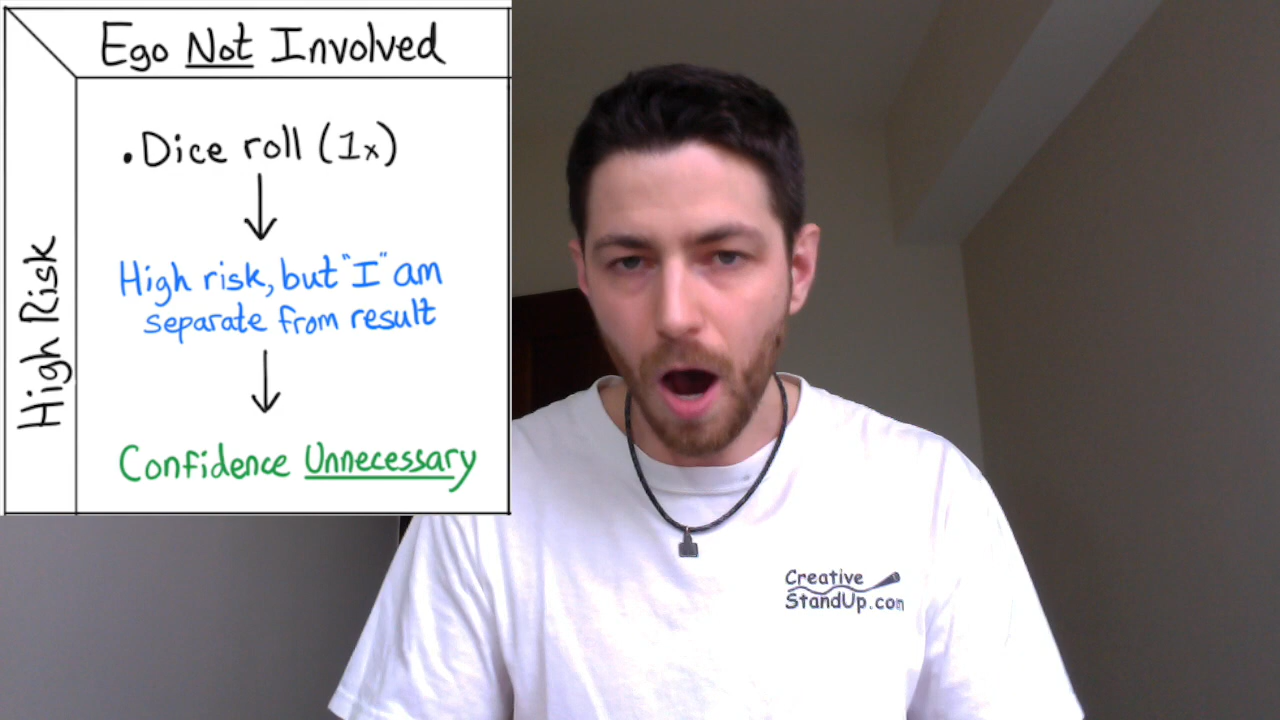 Ego Not Involved
High Risk
.Dice roll (1x)
High risk, but "I" am
separate from result
Confidence Unnecessary
Creative
StandUp.com